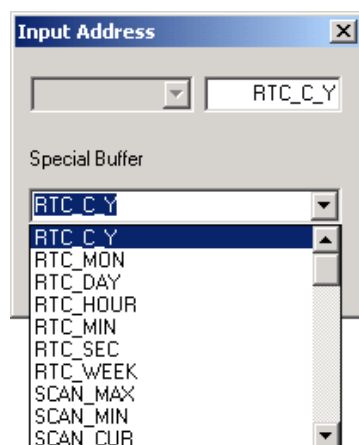 Input Address
RTC_C_Y
Special Buffer
RTC_C_Y
RTC_C_Y
RTC_MON
RTC_DAY
RTC_HOUR
RTC_MIN
RTC_SEC
RTC_WEEK
SCAN_MAX
SCAN_MIN
SCAN_CUR